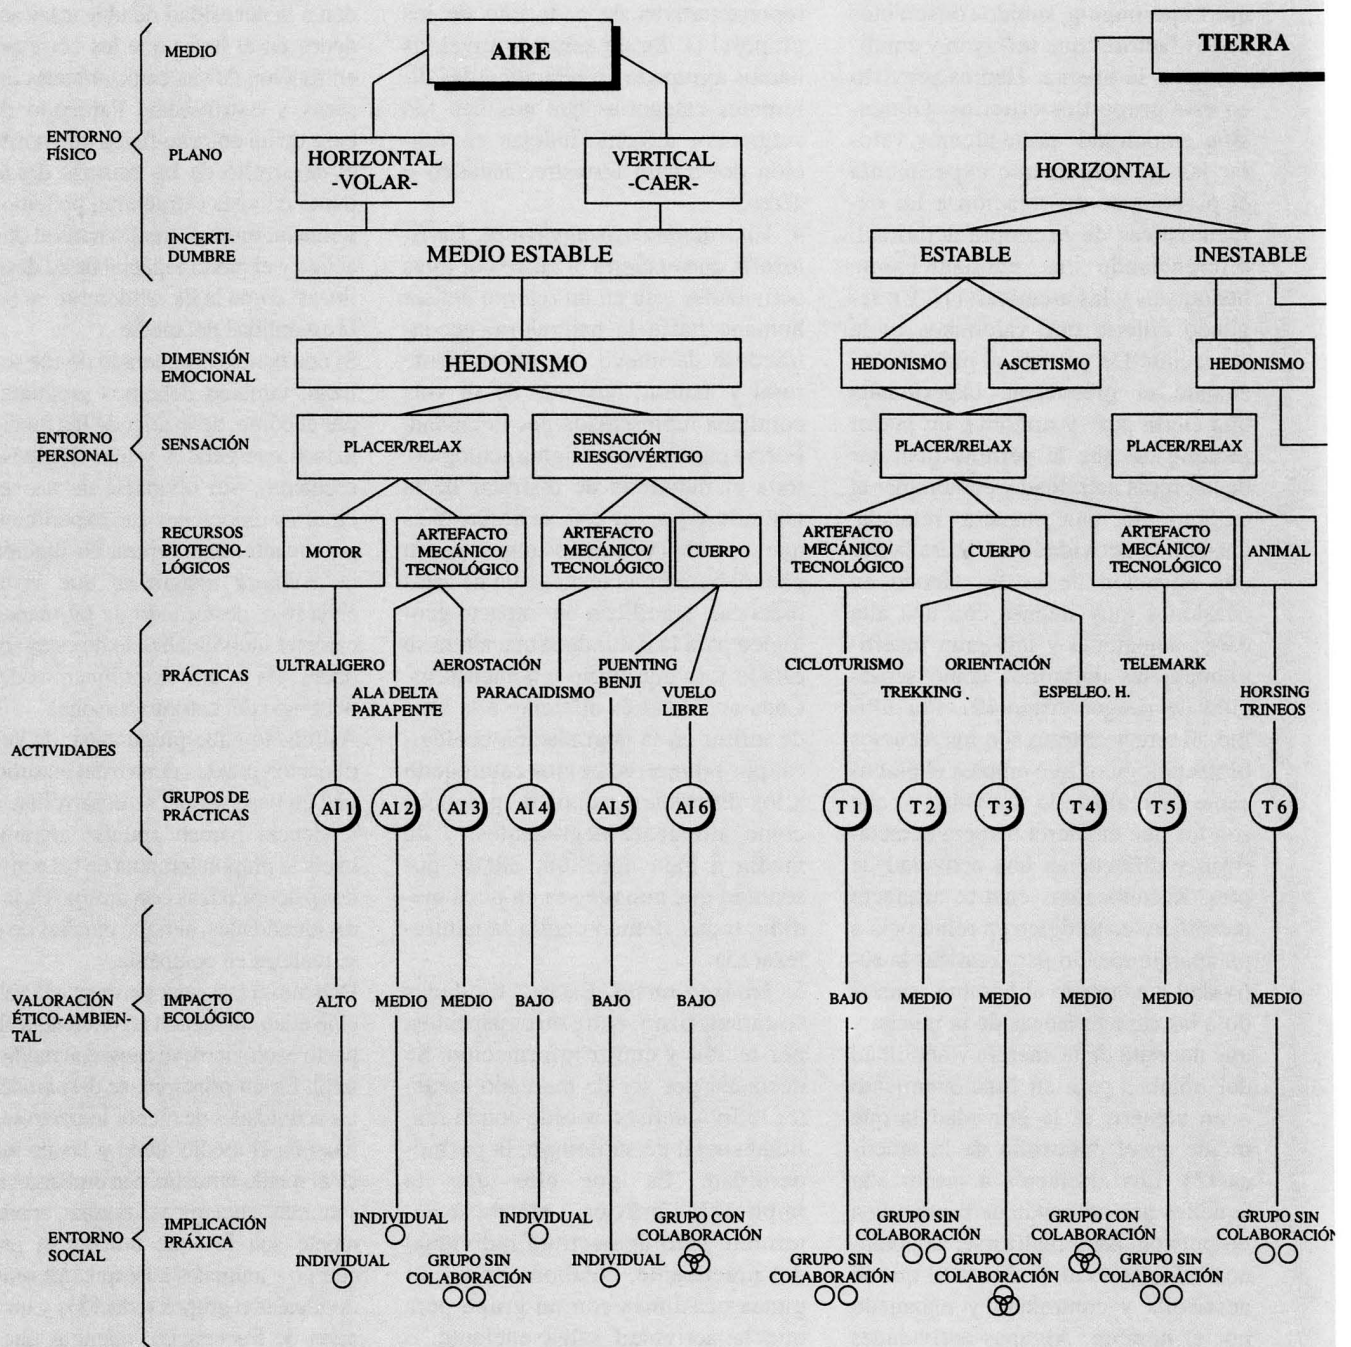 MEDIO
AIRE
TIERRA
ENTORNO
FÍSICO
PLANO
HORIZONTAL
-VOLAR-
VERTICAL
-CAER-
HORIZONTAL
INCERTI-
DUMBRE
MEDIO ESTABLE
ESTABLE
INESTABLE
DIMENSIÓN
EMOCIONAL
HEDONISMO
HEDONISMO
ASCETISMO
HEDONISMO
ENTORNO
PERSONAL
SENSACIÓN
PLACER/RELAX
SENSACIÓN
RIESGO/VÉRTIGO
PLACER/RELAX
PLACER/RELAX
RECURSOS
BIOTECNO-
LÓGICOS
MOTOR
ARTEFACTO
MECÁNICO/
TECNOLÓGICO
ARTEFACTO
MECÁNICO/
TECNOLÓGICO
CUERPO
ARTEFACTO
MECÁNICO/
TECNOLÓGICO
CUERPO
ARTEFACTO
MECÁNICO/
TECNOLÓGICO
ANIMAL
PRÁCTICAS
ULTRALIGERO
ALA DELTA
PARAPENTE
AEROSTACIÓN
PARACAIDISMO
PUENTING
BENJI
VUELO
LIBRE
CICLOTURISMO
TREKKING
ORIENTACIÓN
ESPELEO. H.
TELEMARK
HORSING
TRINEOS
ACTIVIDADES
GRUPOS DE
PRÁCTICAS
AI 1
AI 2
AI 3
AI 4
AI 5
AI 6
T 1
T 2
T 3
T 4
T 5
T 6
VALORACIÓN
ÉTICO-AMBIEN-
TAL
IMPACTO
ECOLÓGICO
ALTO
MEDIO
MEDIO
BAJO
BAJO
BAJO
BAJO
MEDIO
MEDIO
MEDIO
MEDIO
MEDIO
ENTORNO
SOCIAL
IMPLICACIÓN
PRÁXICA
INDIVIDUAL
INDIVIDUAL
GRUPO SIN
COLABORACIÓN
INDIVIDUAL
INDIVIDUAL
GRUPO CON
COLABORACIÓN
GRUPO SIN
COLABORACIÓN
GRUPO SIN
COLABORACIÓN
GRUPO CON
COLABORACIÓN
GRUPO CON
COLABORACIÓN
GRUPO SIN
COLABORACIÓN
GRUPO SIN
COLABORACIÓN